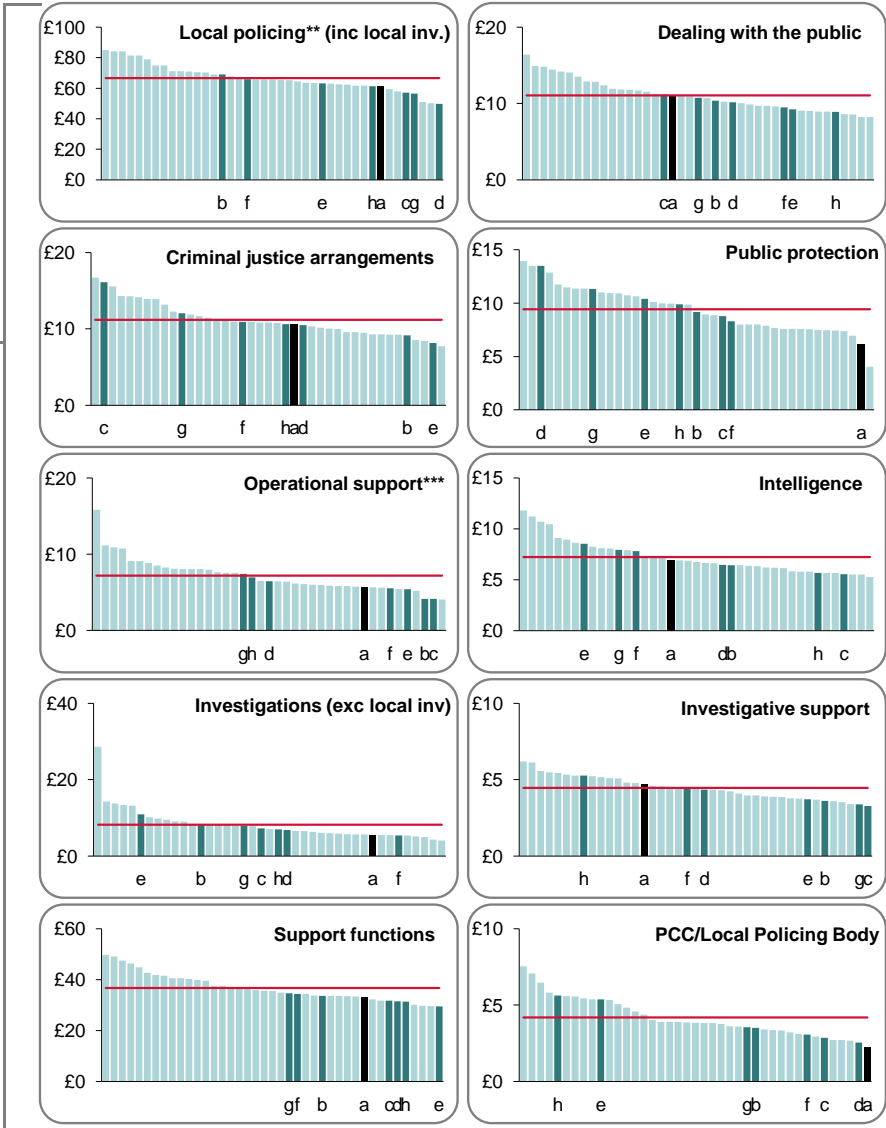 Local policing** (inc local inv.)
£100
£80
£60
£40
£20
£0
b f e ha cg d
Dealing with the public
£20
£10
£0
ca g b d fe h
Criminal justice arrangements
£20
£10
£0
c g f had b e
Public protection
£15
£10
£5
£0
d g e h b cf a
Operational support***
£20
£10
£0
gh d a f e bc
Intelligence
£15
£10
£5
£0
e g f a db h c
Investigations (exc local inv)
£40
£20
£0
e b g c hd a f
Investigative support
£10
£5
£0
h a f d e b gc
Support functions
£60
£40
£20
£0
gf b a cdh e
PCC/Local Policing Body
£10
£5
£0
h e gb f c da